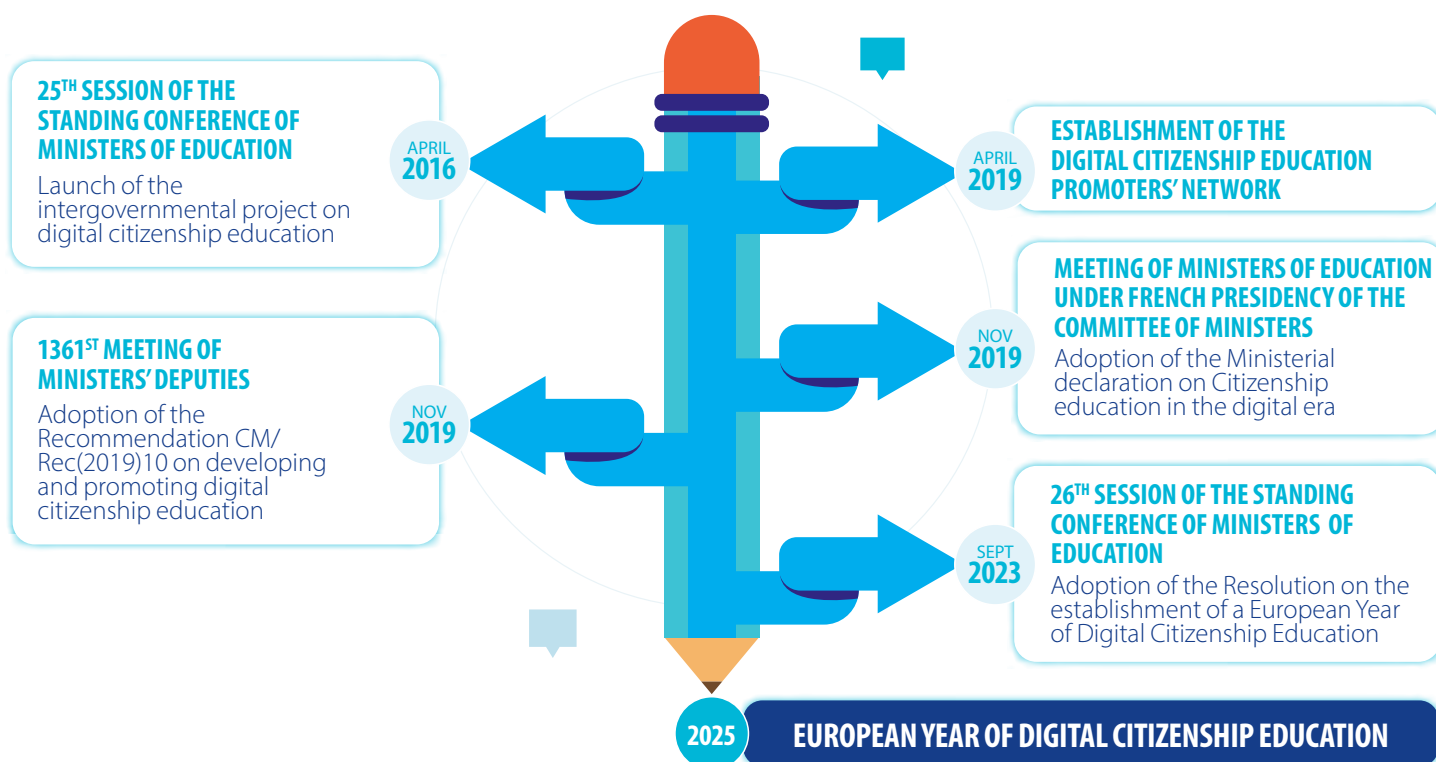 APRIL
2016
25TH SESSION OF THE
STANDING CONFERENCE OF
MINISTERS OF EDUCATION
Launch of the
intergovernmental project on
digital citizenship education
APRIL
2019
ESTABLISHMENT OF THE
DIGITAL CITIZENSHIP EDUCATION
PROMOTERS' NETWORK
NOV
2019
1361ST MEETING OF
MINISTERS' DEPUTIES
Adoption of the
Recommendation CM/
Rec(2019)10 on developing
and promoting digital
citizenship education
NOV
2019
MEETING OF MINISTERS OF EDUCATION
UNDER FRENCH PRESIDENCY OF THE
COMMITTEE OF MINISTERS
Adoption of the Ministerial
declaration on Citizenship
education in the digital era
SEPT
2023
26TH SESSION OF THE STANDING
CONFERENCE OF MINISTERS OF
EDUCATION
Adoption of the Resolution on the
establishment of a European Year
of Digital Citizenship Education
2025
EUROPEAN YEAR OF DIGITAL CITIZENSHIP EDUCATION